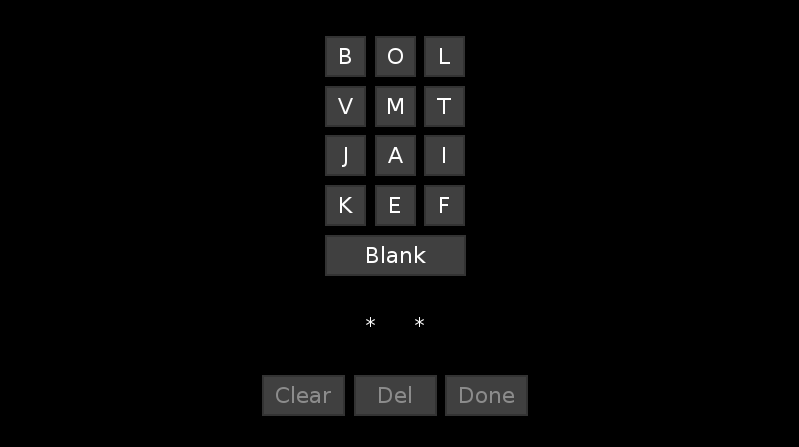 B O L
V M T
J A I
K E F
Blank
* *
Clear Del Done